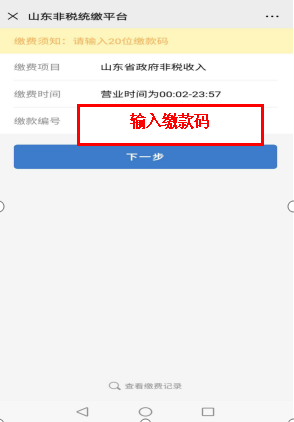 山东非税统缴平台
缴费须知：请输入20位缴款码
缴费项目 山东省政府非税收入
缴费时间 营业时间为00:02-23:57
缴款编号 输入缴款码
下一步
查看缴费记录